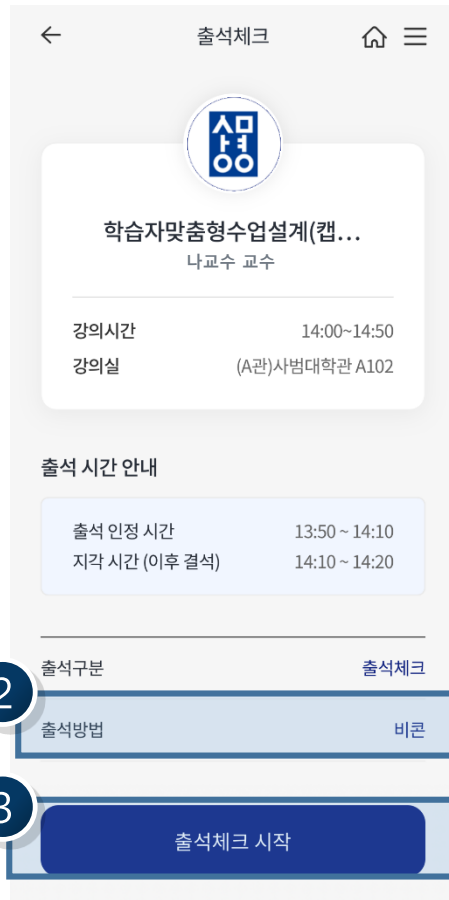 출석체크
상명
학습자맞춤형수업설계(캡...
나교수 교수
강의시간 14:00~14:50
강의실 (A관)사범대학관 A102
출석 시간 안내
출석 인정 시간 13:50 ~ 14:10
지각 시간 (이후 결석) 14:10 ~ 14:20
출석구분 출석체크
2
출석방법 비콘
3
출석체크 시작